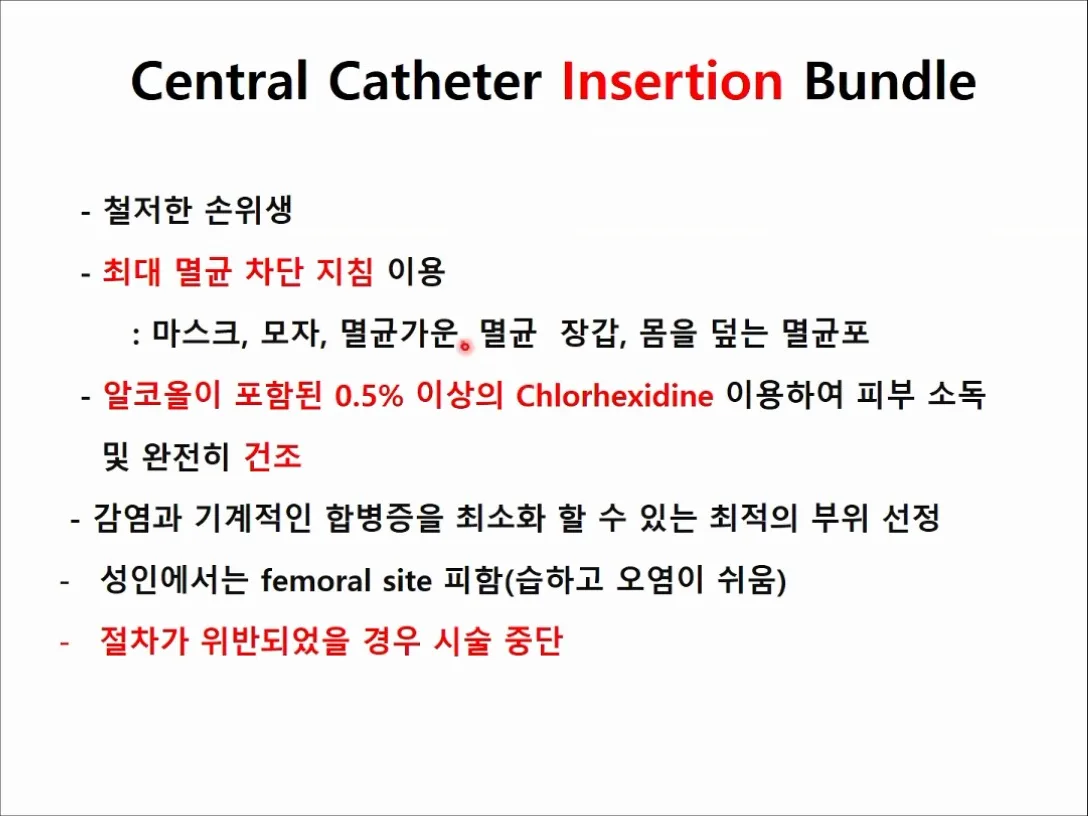 Central Catheter Insertion Bundle
- 철저한 손위생
- 최대 멸균 차단 지침 이용
: 마스크, 모자, 멸균가운, 멸균 장갑, 몸을 덮는 멸균포
- 알코올이 포함된 0.5% 이상의 Chlorhexidine 이용하여 피부 소독
및 완전히 건조
- 감염과 기계적인 합병증을 최소화 할 수 있는 최적의 부위 선정
- 성인에서는 femoral site 피함(습하고 오염이 쉬움)
- 절차가 위반되었을 경우 시술 중단